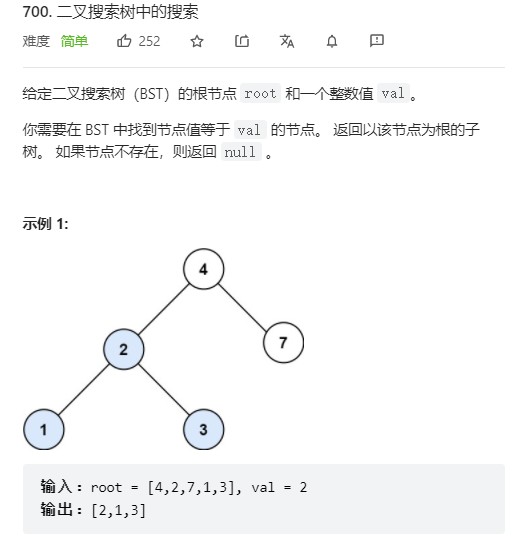 700. 二叉搜索树中的搜索
难度 简单 252
给定二叉搜索树（BST）的根节点 root 和一个整数值 val 。
你需要在 BST 中找到节点值等于 val 的节点。 返回以该节点为根的子
树。 如果节点不存在，则返回 null 。
示例 1:
4
2
7
1
3
输入：root = [4,2,7,1,3], val = 2
输出：[2,1,3]